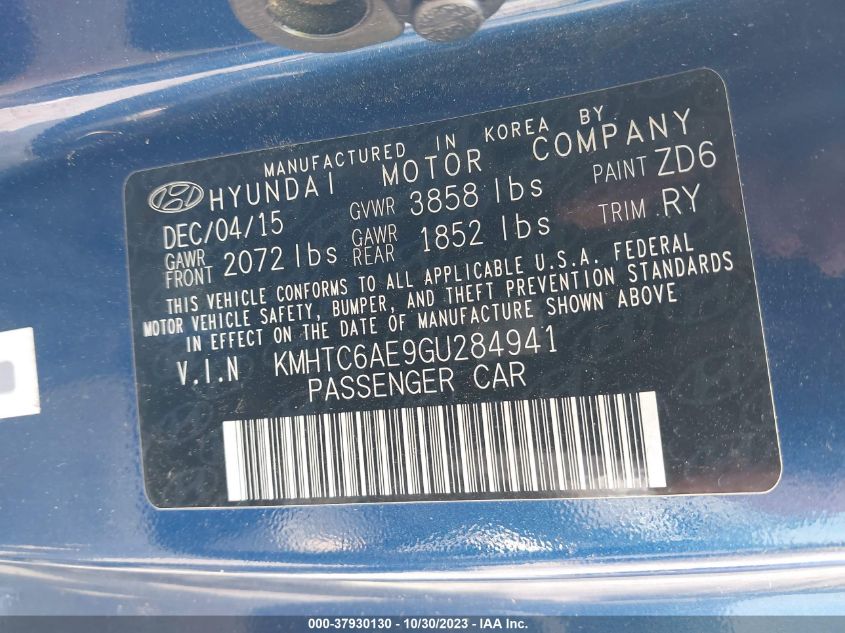 MANUFACTURED IN KOREA BY
HYUNDAI MOTOR COMPANY
DEC/04/15 GVWR 3858 lbs PAINT ZD6
GAWR FRONT 2072 lbs GAWR REAR 1852 lbs TRIM RY
THIS VEHICLE CONFORMS TO ALL APPLICABLE U.S.A. FEDERAL
MOTOR VEHICLE SAFETY, BUMPER, AND THEFT PREVENTION STANDARDS
IN EFFECT ON THE DATE OF MANUFACTURE SHOWN ABOVE
V.I.N KMHTC6AE9GU284941
PASSENGER CAR
000-37930130 - 10/30/2023 - COPYRIGHT IAA, LLC.